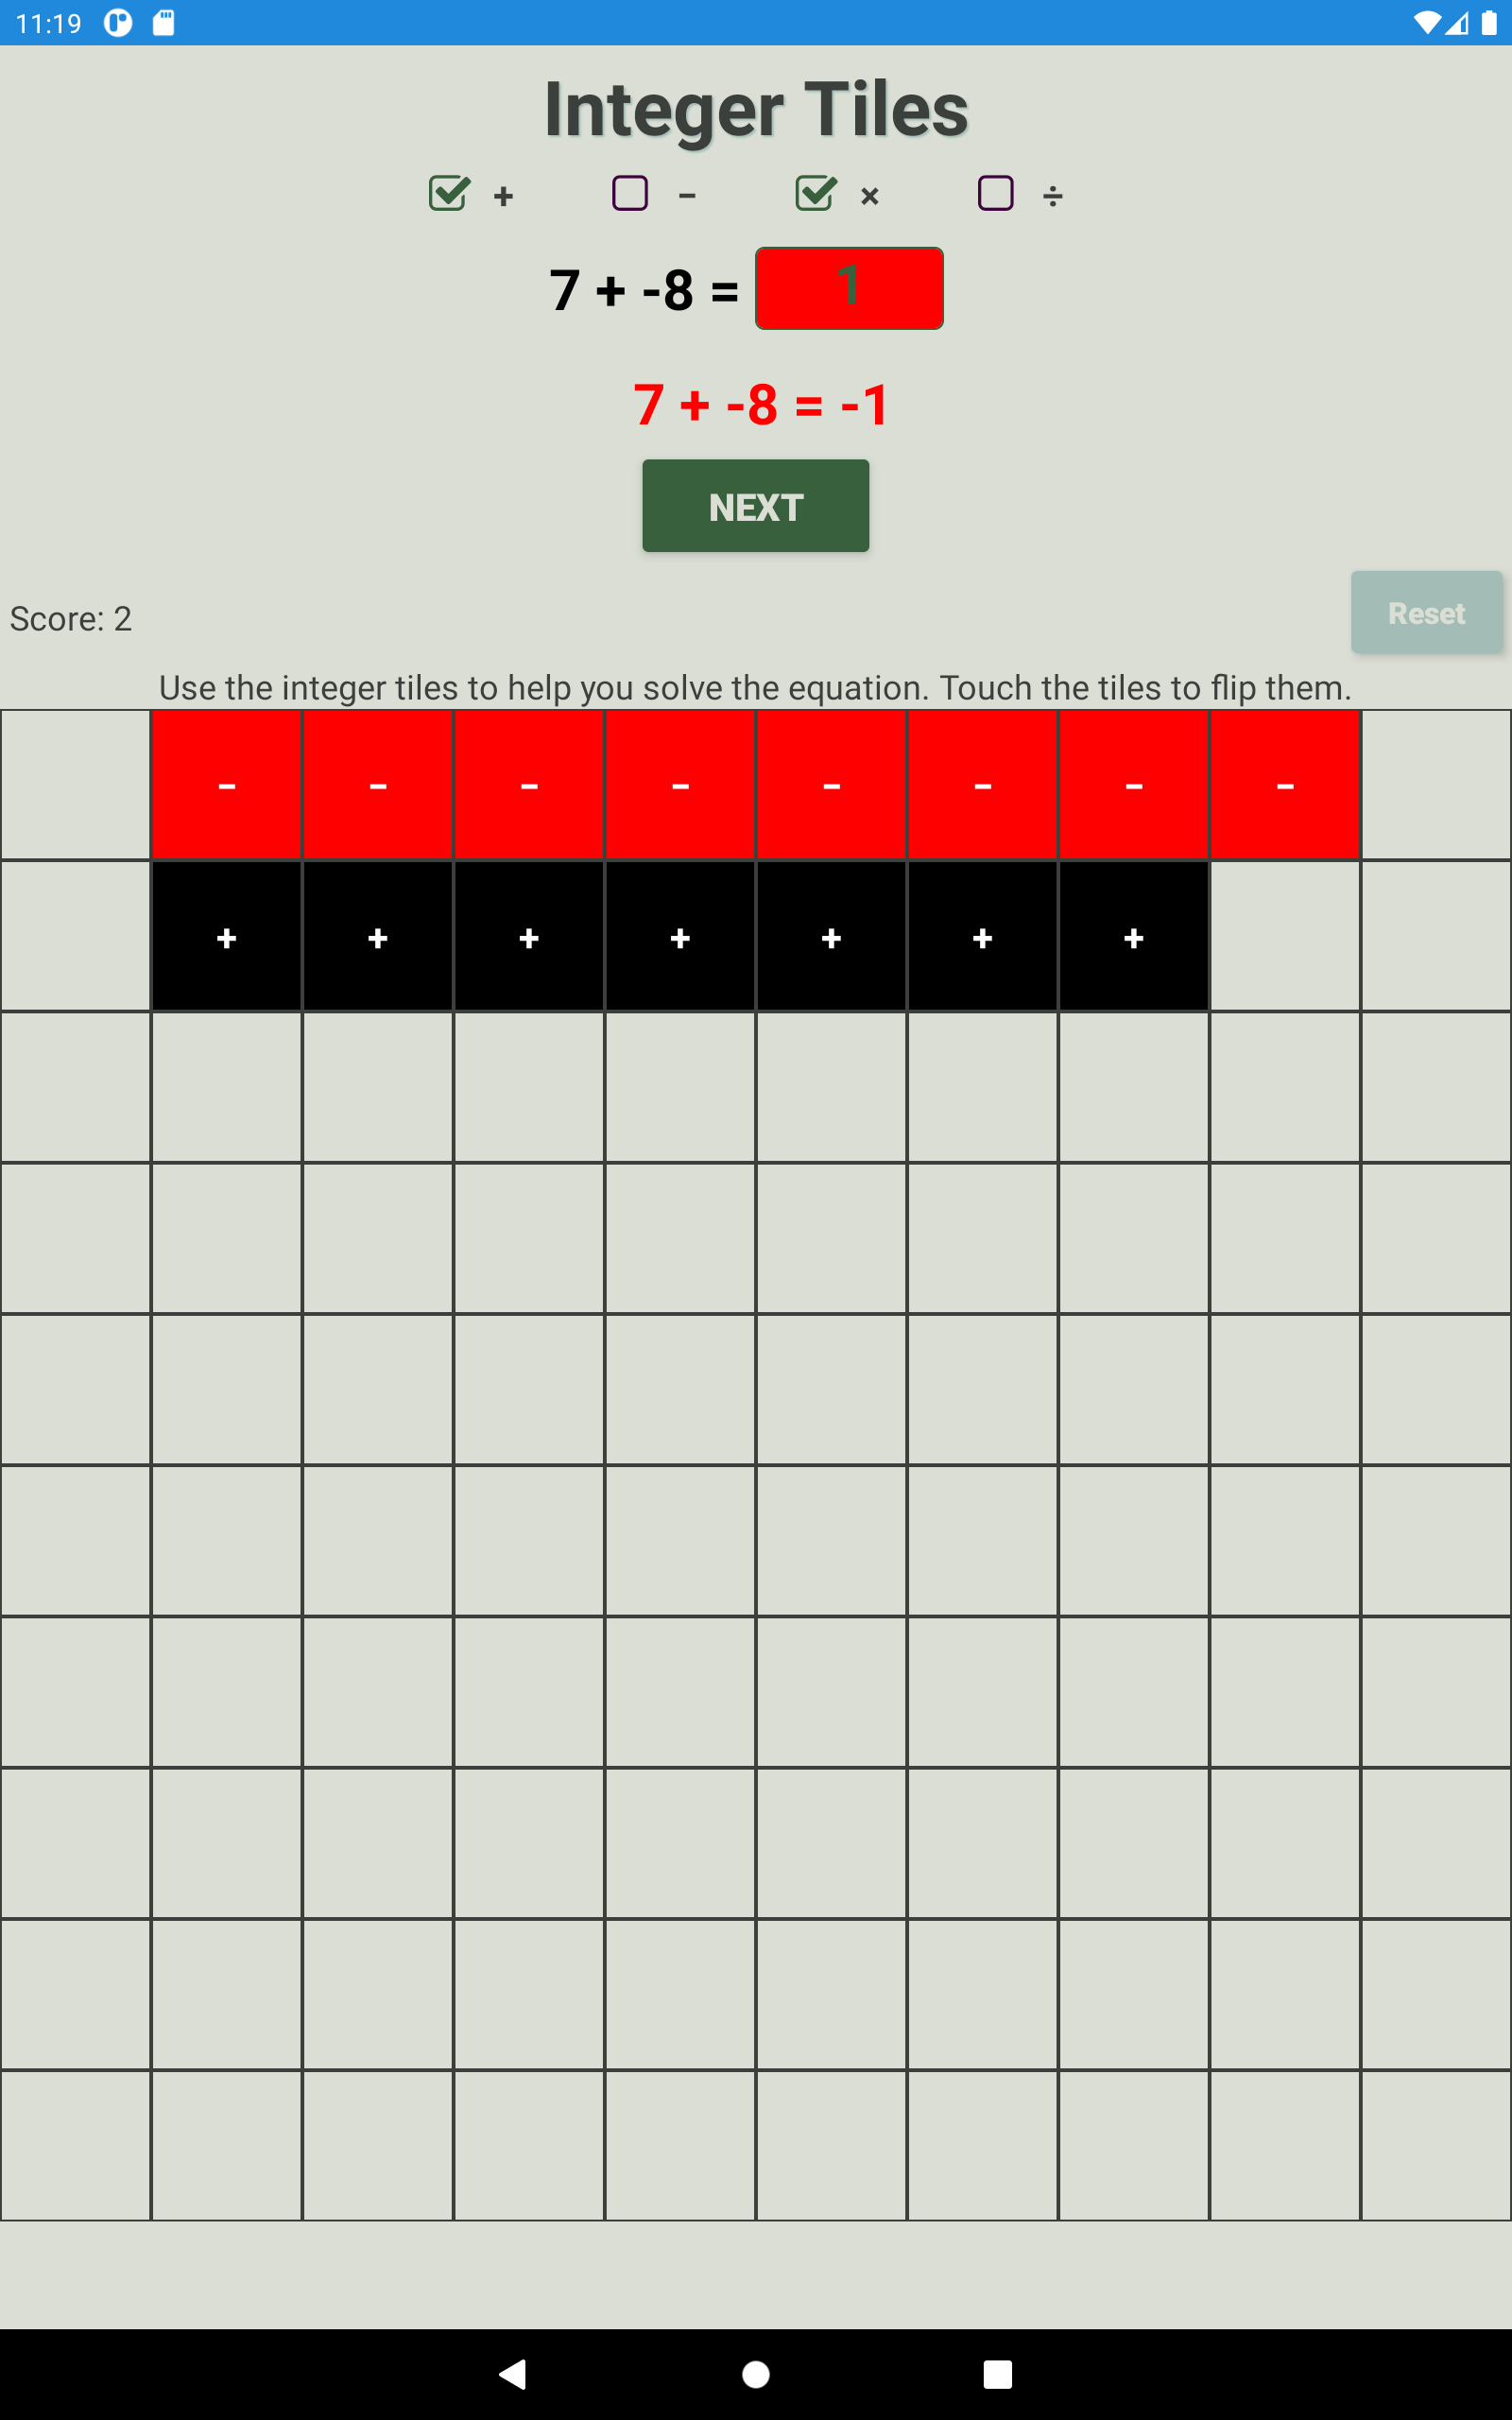 11:19
Integer Tiles
+ − × ÷
7 + -8 = 1
7 + -8 = -1
NEXT
Score: 2
Reset
Use the integer tiles to help you solve the equation. Touch the tiles to flip them.
− − − − − − − −
+ + + + + + +